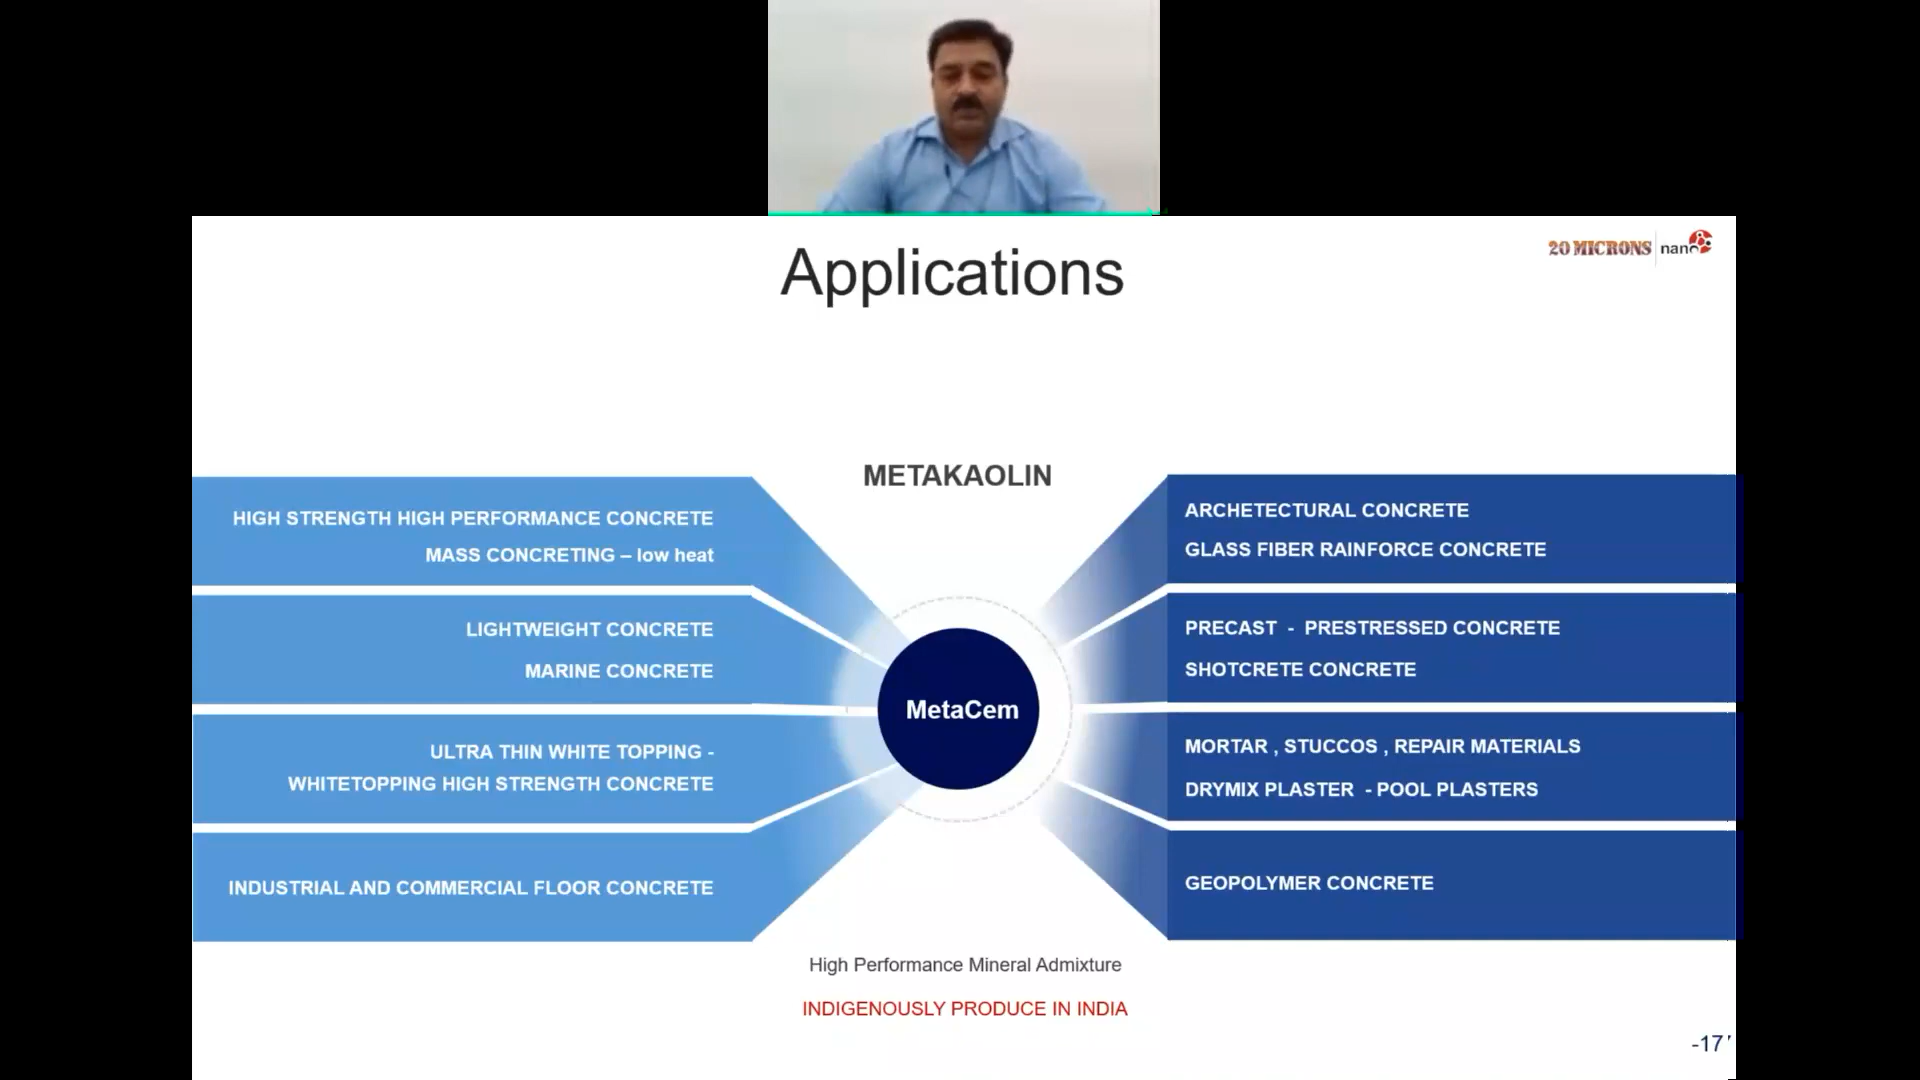 20 MICRONS nano
Applications
METAKAOLIN
HIGH STRENGTH HIGH PERFORMANCE CONCRETE
MASS CONCRETING – low heat
LIGHTWEIGHT CONCRETE
MARINE CONCRETE
ULTRA THIN WHITE TOPPING -
WHITETOPPING HIGH STRENGTH CONCRETE
INDUSTRIAL AND COMMERCIAL FLOOR CONCRETE
MetaCem
ARCHETECTURAL CONCRETE
GLASS FIBER RAINFORCE CONCRETE
PRECAST - PRESTRESSED CONCRETE
SHOTCRETE CONCRETE
MORTAR , STUCCOS , REPAIR MATERIALS
DRYMIX PLASTER - POOL PLASTERS
GEOPOLYMER CONCRETE
High Performance Mineral Admixture
INDIGENOUSLY PRODUCE IN INDIA
-17